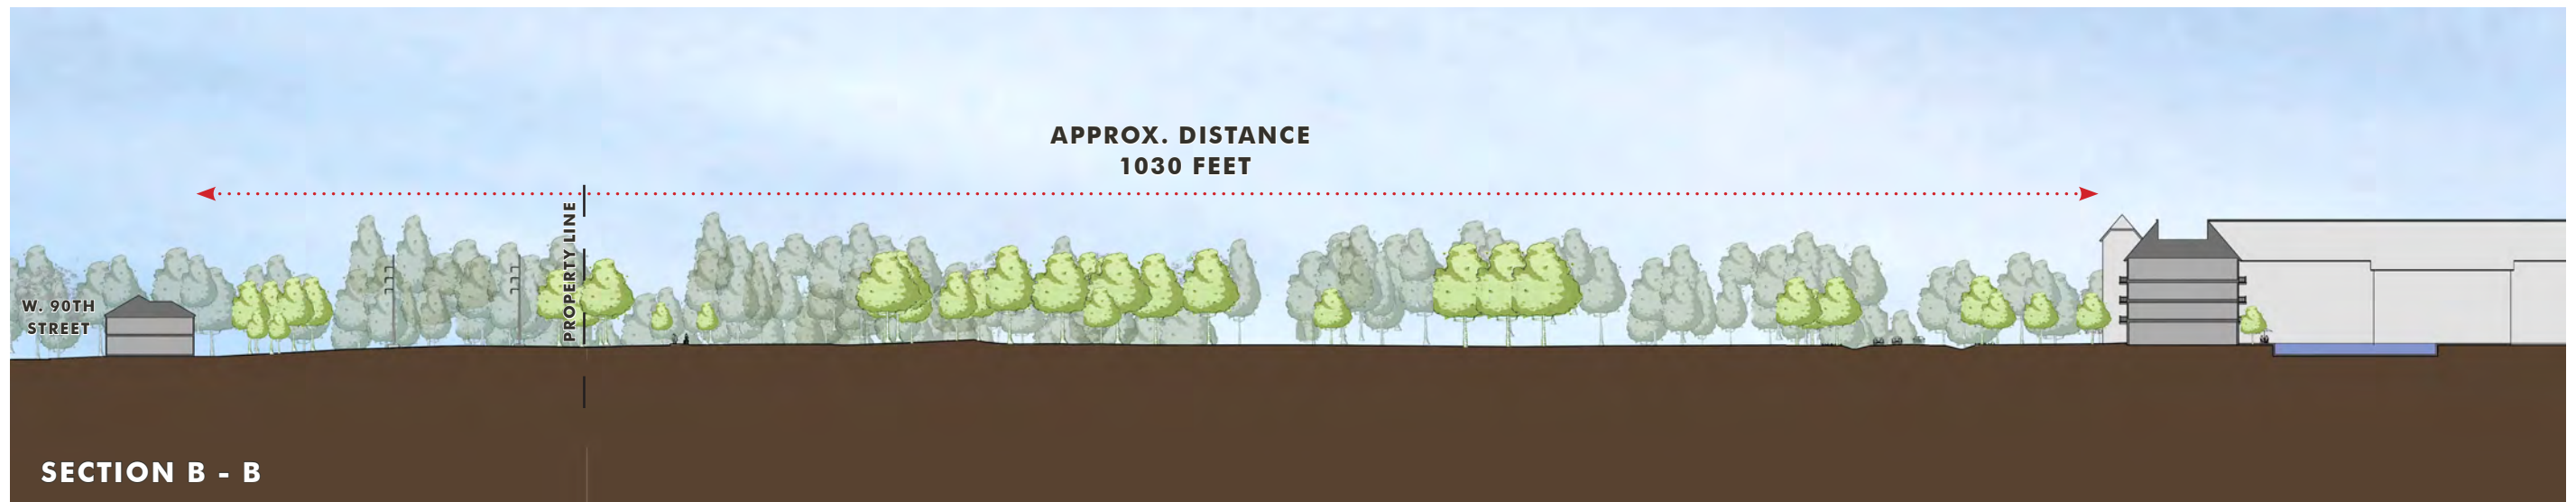 APPROX. DISTANCE
1030 FEET
PROPERTY LINE
W. 90TH
STREET
SECTION B - B